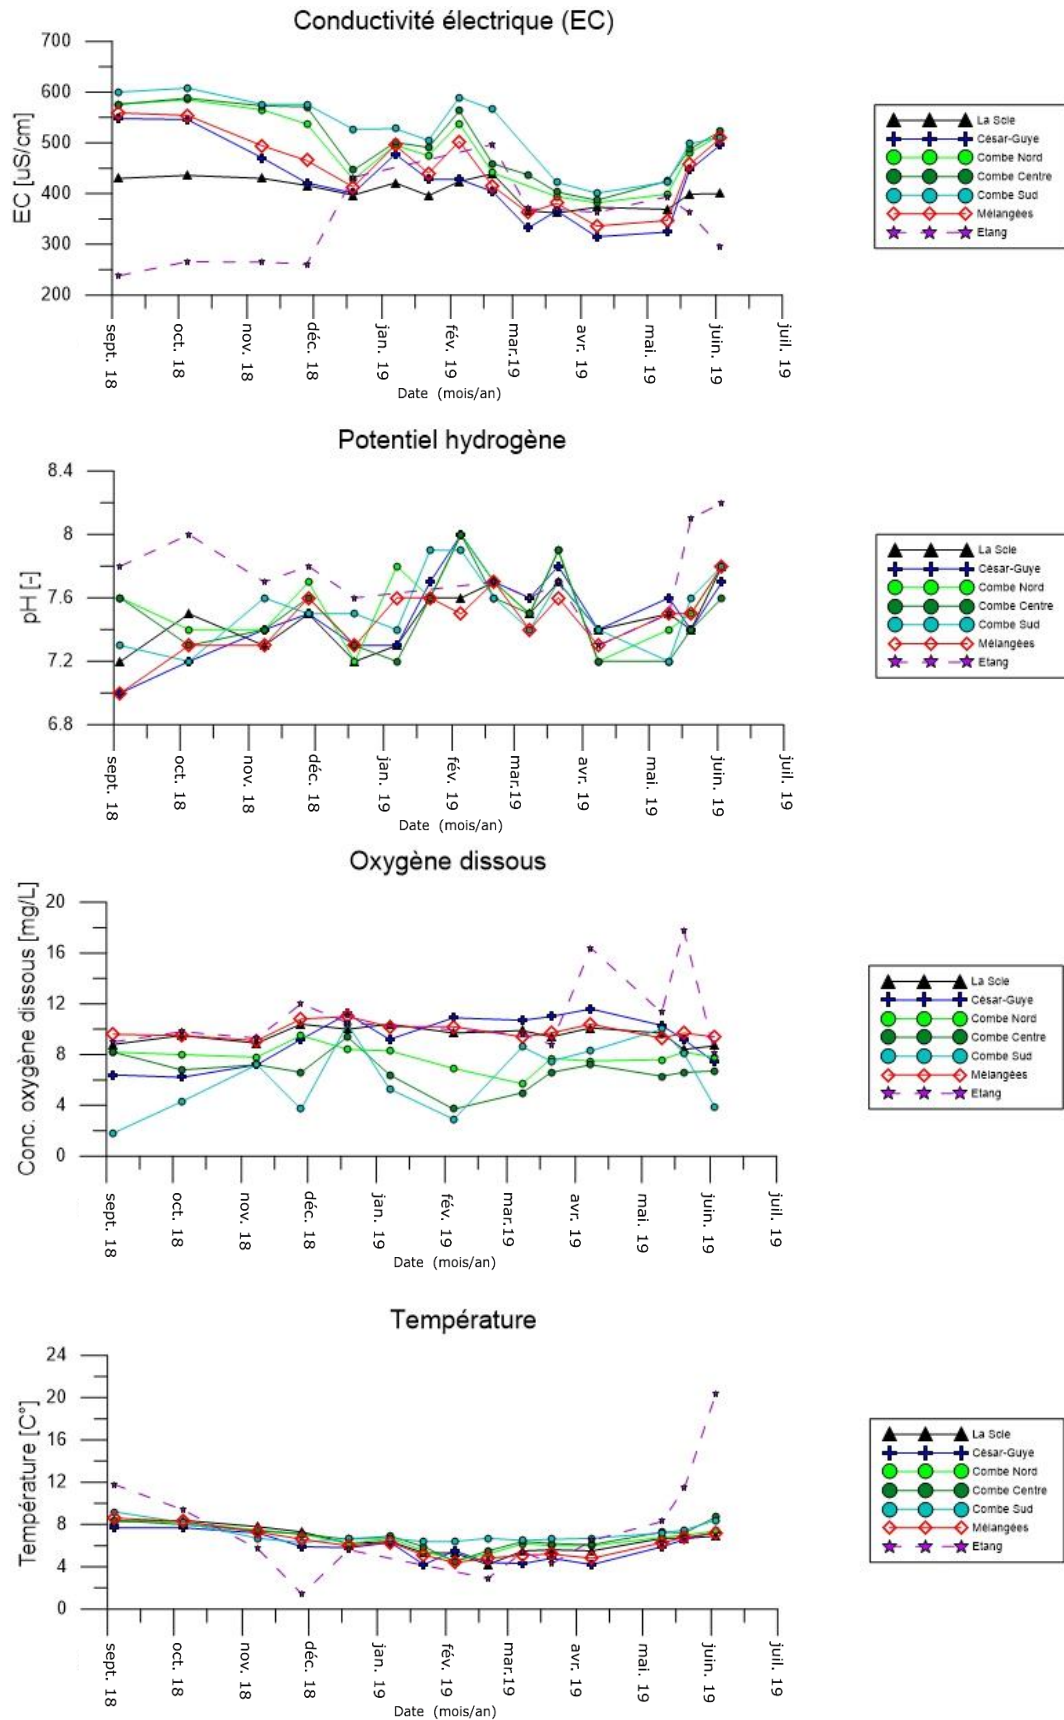 Conductivité électrique (EC)
700
600
500
400
300
200
EC [uS/cm]
sept. 18
oct. 18
nov. 18
déc. 18
jan. 19
fév. 19
mar.19
avr. 19
mai. 19
juin. 19
juil. 19
Date (mois/an)
La Scie
César-Guye
Combe Nord
Combe Centre
Combe Sud
Mélangées
Etang
Potentiel hydrogène
8.4
8
7.6
7.2
6.8
pH [-]
sept. 18
oct. 18
nov. 18
déc. 18
jan. 19
fév. 19
mar.19
avr. 19
mai. 19
juin. 19
juil. 19
Date (mois/an)
La Scie
César-Guye
Combe Nord
Combe Centre
Combe Sud
Mélangées
Etang
Oxygène dissous
20
16
12
8
4
0
Conc. oxygène dissous [mg/L]
sept. 18
oct. 18
nov. 18
déc. 18
jan. 19
fév. 19
mar.19
avr. 19
mai. 19
juin. 19
juil. 19
Date (mois/an)
La Scie
César-Guye
Combe Nord
Combe Centre
Combe Sud
Mélangées
Etang
Température
24
20
16
12
8
4
0
Température [C°]
sept. 18
oct. 18
nov. 18
déc. 18
jan. 19
fév. 19
mar.19
avr. 19
mai. 19
juin. 19
juil. 19
Date (mois/an)
La Scie
César-Guye
Combe Nord
Combe Centre
Combe Sud
Mélangées
Etang